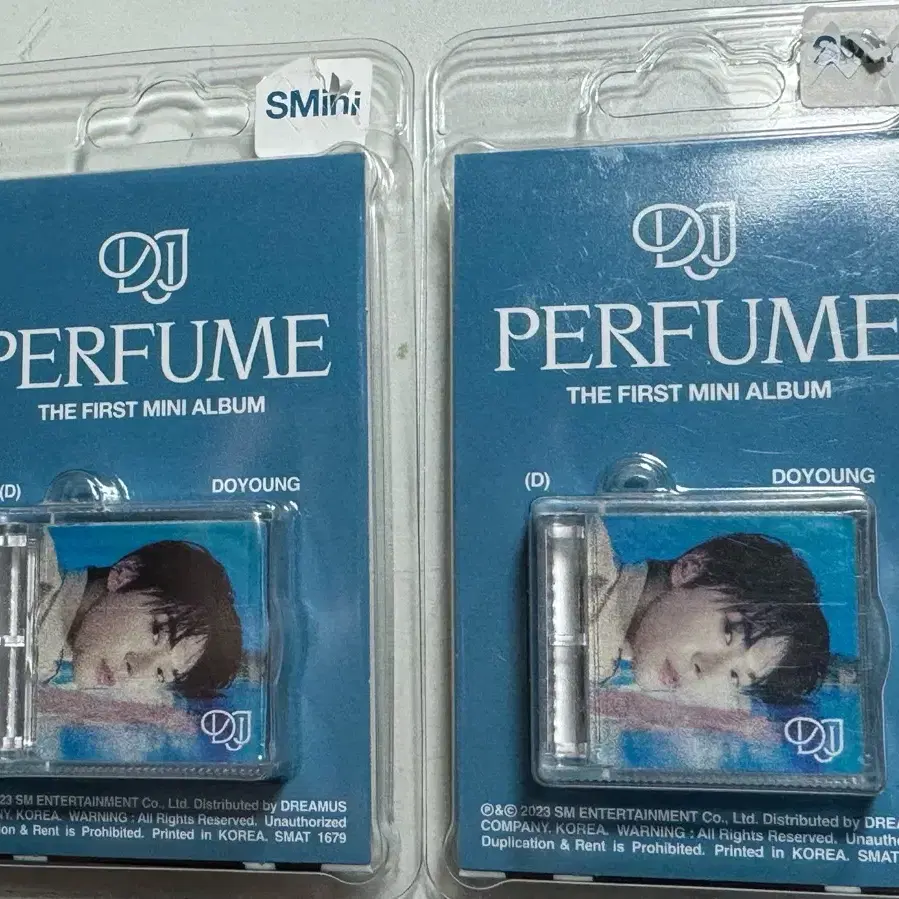 SMini
DJ
PERFUME
THE FIRST MINI ALBUM
(D) DOYOUNG
DJ
23 SM ENTERTAINMENT Co., Ltd. Distributed by DREAMUS
NY. KOREA. WARNING : All Rights Reserved. Unauthorized
ion & Rent is Prohibited. Printed in KOREA. SMAT 1679
DJ
PERFUME
THE FIRST MINI ALBUM
(D) DOYOUNG
DJ
℗&© 2023 SM ENTERTAINMENT Co., Ltd. Distributed by DREA
COMPANY. KOREA. WARNING : All Rights Reserved. Unautho
Duplication & Rent is Prohibited. Printed in KOREA. SMAT